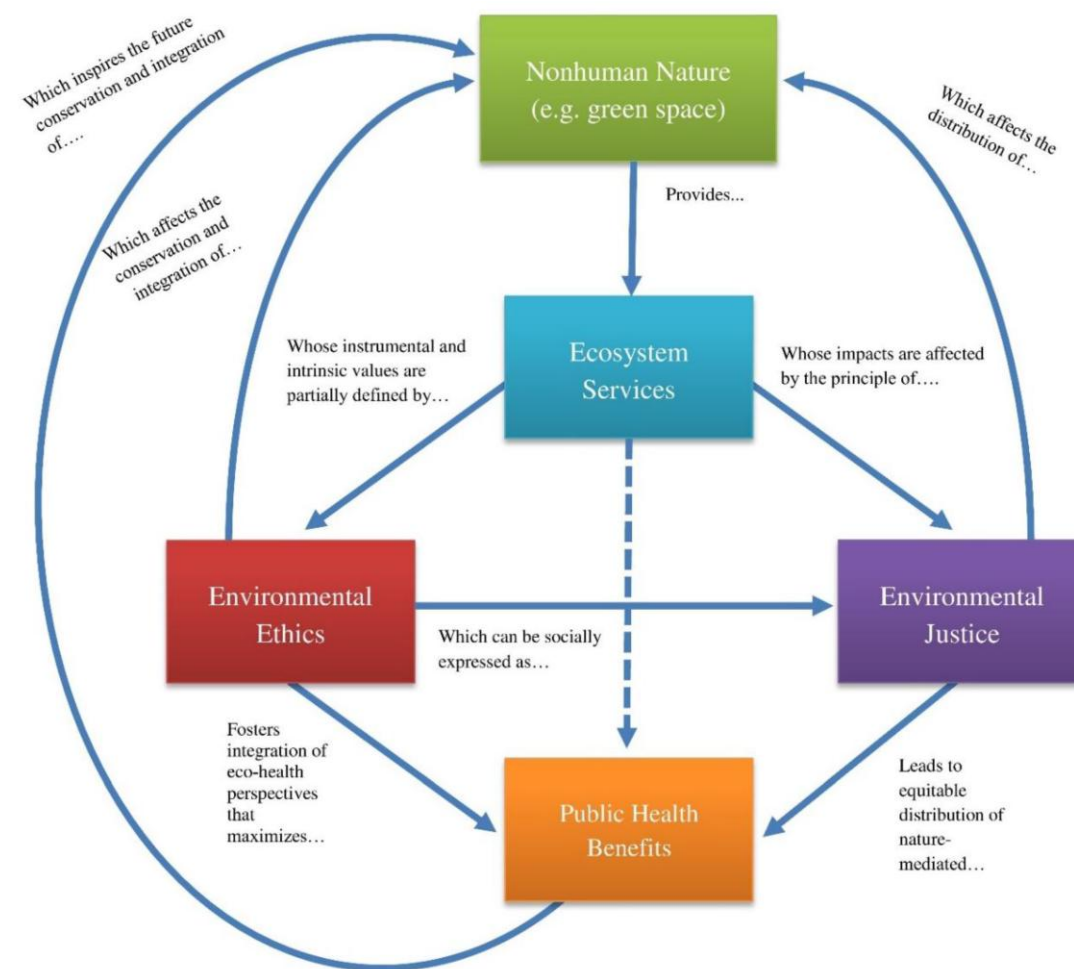 Which inspires the future
conservation and integration
of….
Nonhuman Nature
(e.g. green space)
Which affects the
distribution of…
Provides...
Which affects the
conservation and
integration of…
Whose instrumental and
intrinsic values are
partially defined by…
Ecosystem
Services
Whose impacts are affected
by the principle of….
Environmental
Ethics
Which can be socially
expressed as…
Environmental
Justice
Fosters
integration of
eco-health
perspectives
that
maximizes…
Public Health
Benefits
Leads to
equitable
distribution of
nature-
mediated…